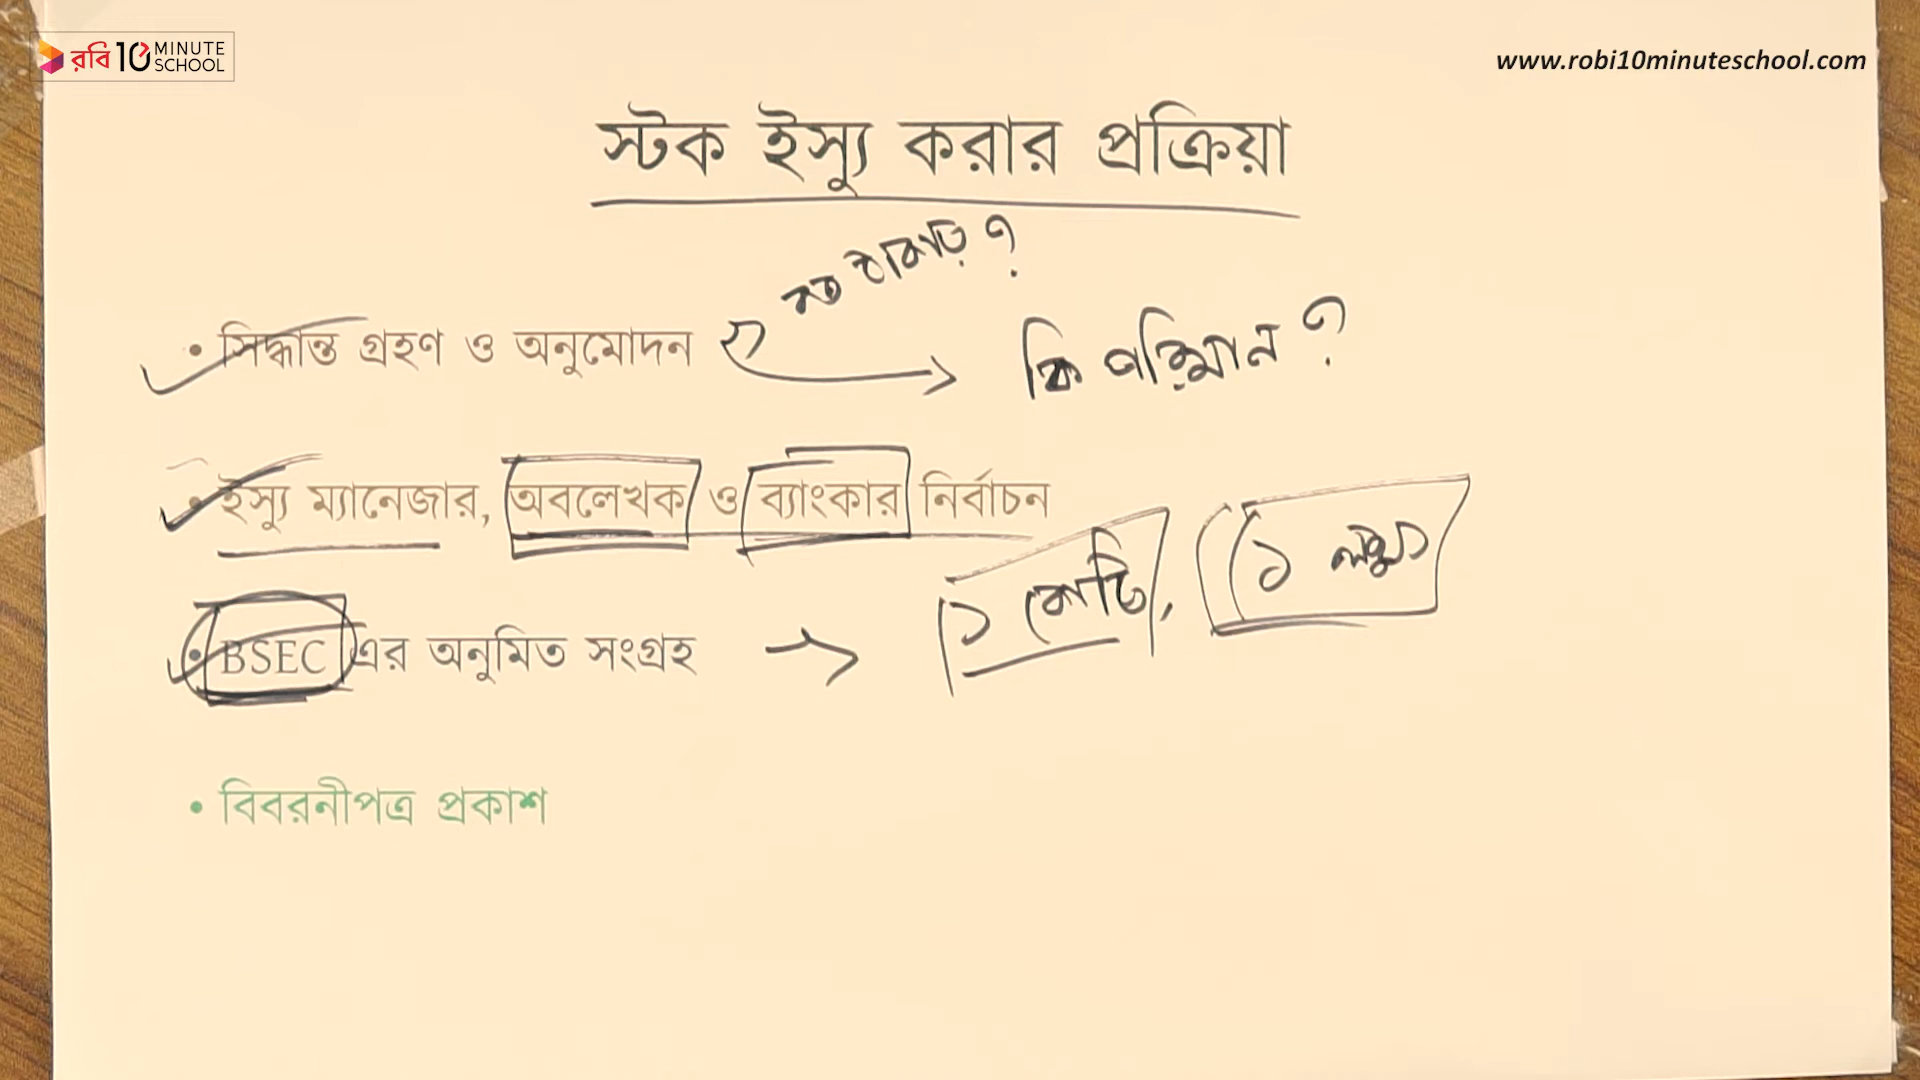 রবি 10 MINUTE SCHOOL
www.robi10minuteschool.com
স্টক ইস্যু করার প্রক্রিয়া
কত টাকার ?
• সিদ্ধান্ত গ্রহণ ও অনুমোদন
কি পরিমান ?
• ইস্যু ম্যানেজার, অবলেখক ও ব্যাংকার নির্বাচন
১ কোটি, ১ লক্ষ
• BSEC এর অনুমিত সংগ্রহ
• বিবরনীপত্র প্রকাশ